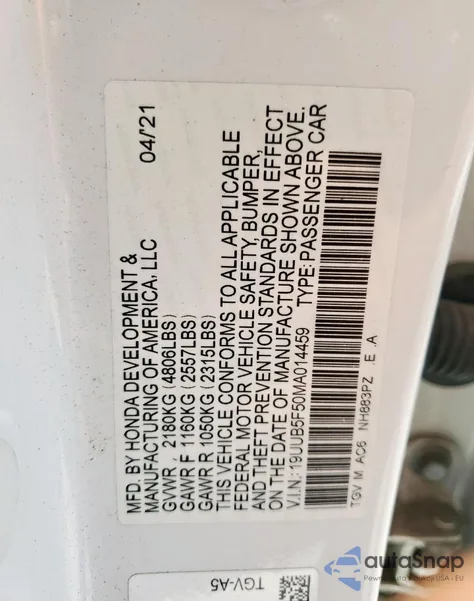 MFD. BY HONDA DEVELOPMENT & 04/'21
MANUFACTURING OF AMERICA, LLC
GVWR , 2180KG (4806LBS)
GAWR F 1160KG (2557LBS)
GAWR R 1050KG (2315LBS)
THIS VEHICLE CONFORMS TO ALL APPLICABLE
FEDERAL MOTOR VEHICLE SAFETY, BUMPER,
AND THEFT PREVENTION STANDARDS IN EFFECT
ON THE DATE OF MANUFACTURE SHOWN ABOVE.
V.I.N.: 19UUB5F50MA014459 TYPE: PASSENGER CAR
TGV M AC6 NH883PZ .E .A
TGV-A5
autoSnap
USA - EU